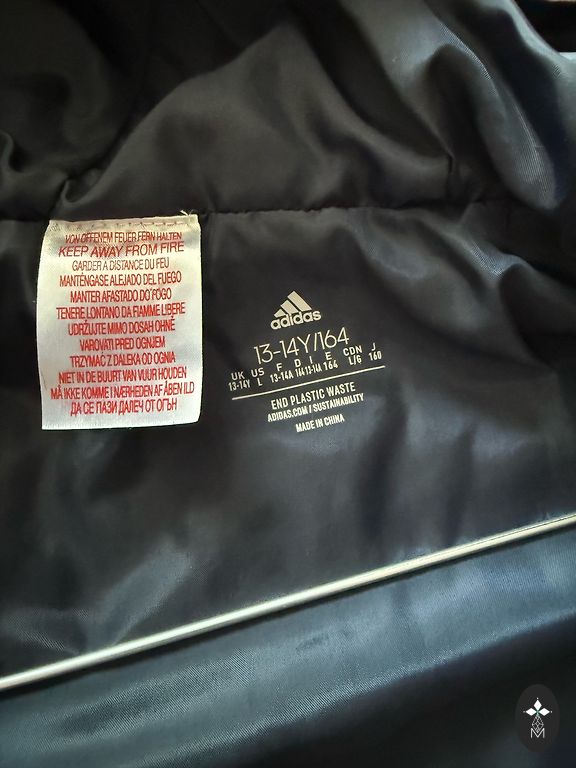 VON OFFENEM FEUER FERN HALTEN
KEEP AWAY FROM FIRE
GARDER A DISTANCE DU FEU
MANTÉNGASE ALEJADO DEL FUEGO
MANTER AFASTADO DO FOGO
TENERE LONTANO DA FIAMME LIBERE
UDRŽUJTE MIMO DOSAH OHNĚ
VAROVATI PRED OGNJEM
TRZYMAĆ Z DALEKA OD OGNIA
NIET IN DE BUURT VAN VUUR HOUDEN
MÅ IKKE KOMME I NÆRHEDEN AF ÅBEN ILD
ДА СЕ ПАЗИ ДАЛЕЧ ОТ ОГЪН
adidas
13-14Y/164
UK US F D I E CDN J
13-14Y L 13-14A 164 13-14A 164 L/G 160
END PLASTIC WASTE
ADIDAS.COM / SUSTAINABILITY
MADE IN CHINA
M